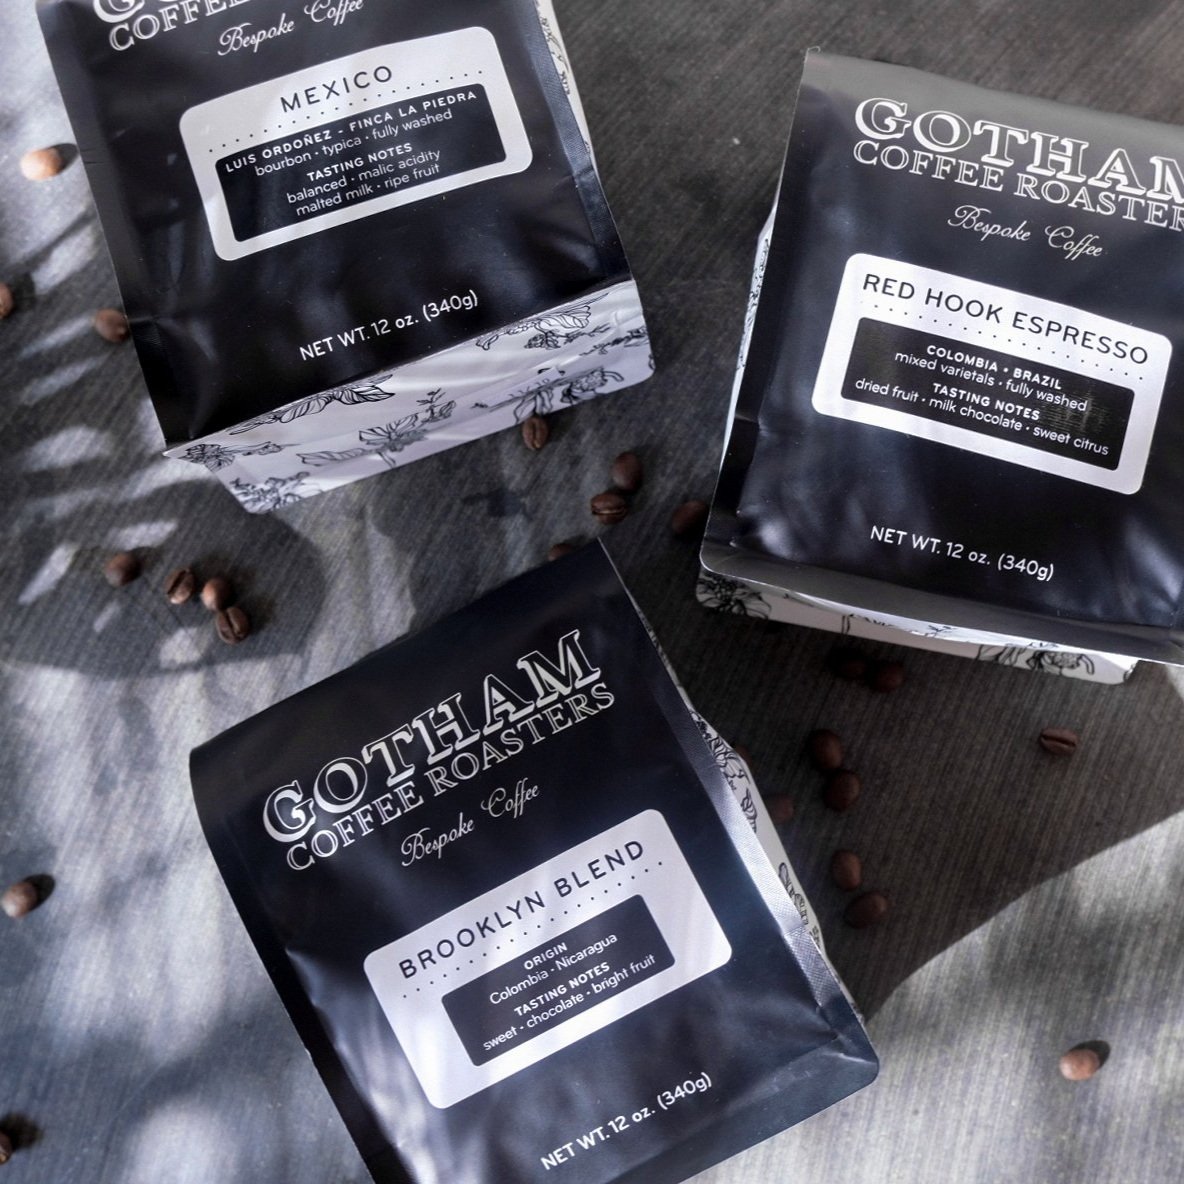 COFFEE
Bespoke Coffee
MEXICO
LUIS ORDOÑEZ - FINCA LA PIEDRA
bourbon • typica • fully washed
TASTING NOTES
balanced • malic acidity
malted milk • ripe fruit
NET WT. 12 oz. (340g)
GOTHAM
COFFEE ROASTER
Bespoke Coffee
RED HOOK ESPRESSO
COLOMBIA • BRAZIL
mixed varietals • fully washed
TASTING NOTES
dried fruit • milk chocolate • sweet citrus
NET WT. 12 oz. (340g)
GOTHAM
COFFEE ROASTERS
Bespoke Coffee
BROOKLYN BLEND
ORIGIN
Colombia • Nicaragua
TASTING NOTES
sweet • chocolate • bright fruit
NET WT. 12 oz. (340g)